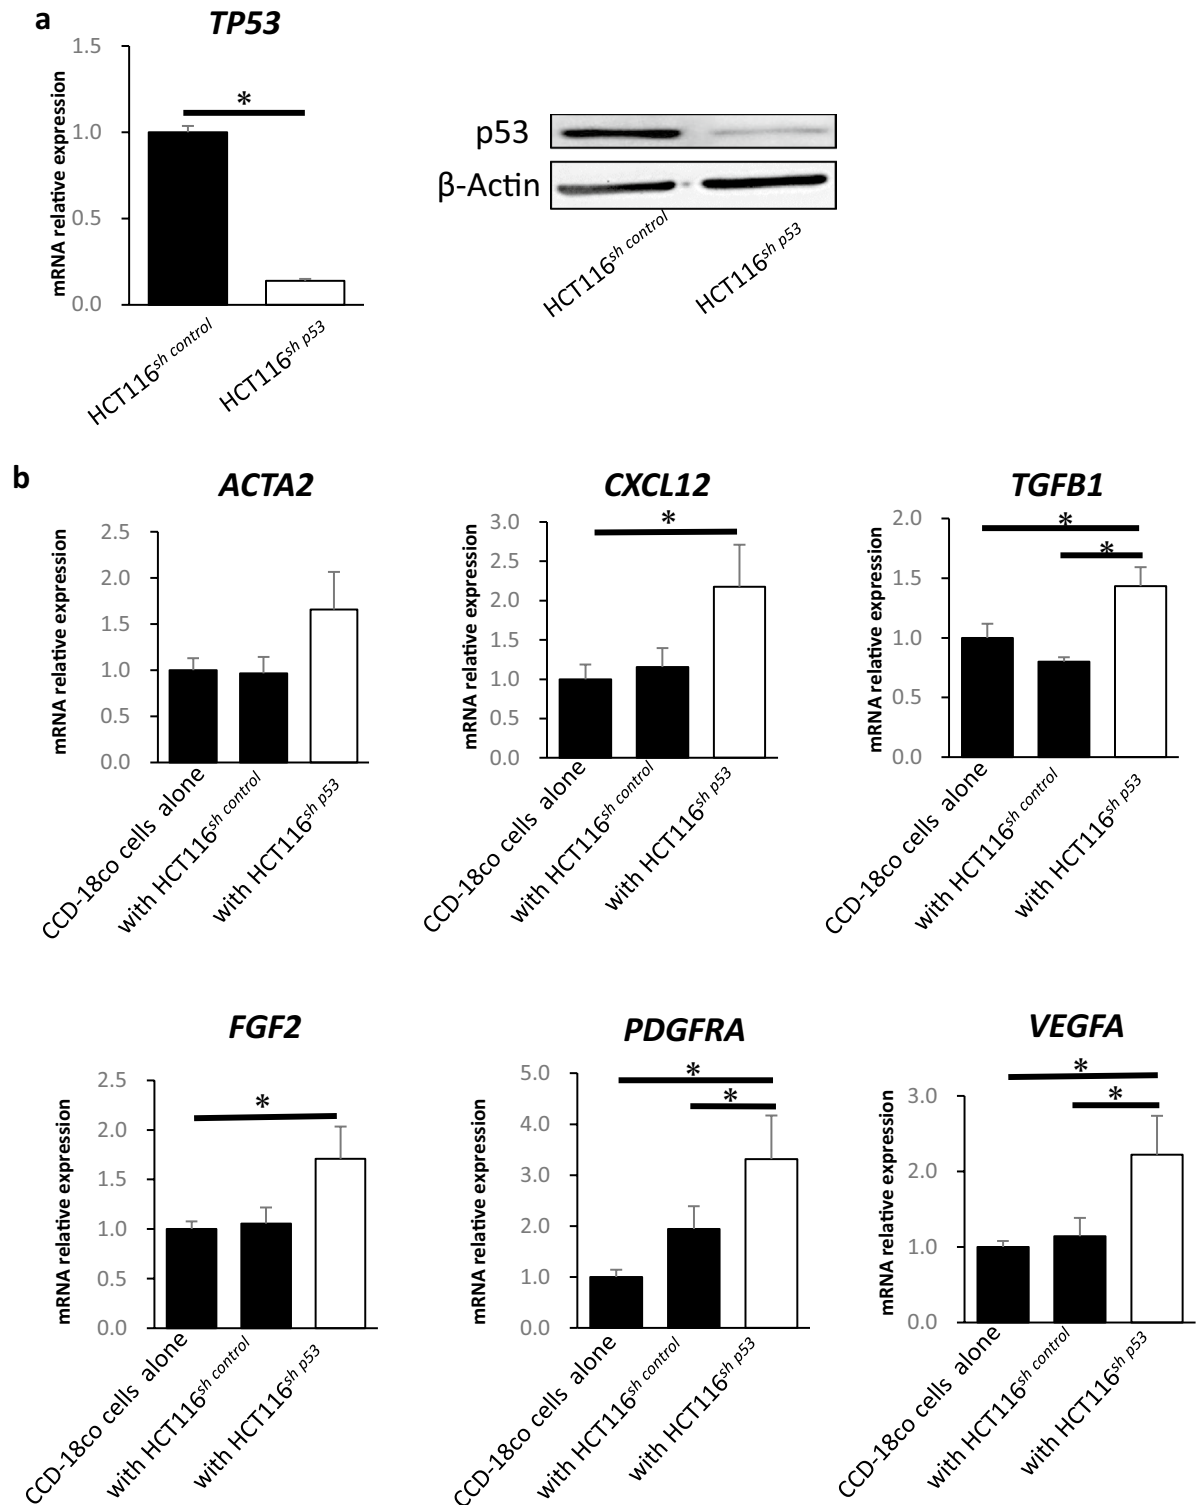 a
TP53
mRNA relative expression
1.5
1.0
0.5
0.0
*
HCT116sh control
HCT116sh p53
p53
β-Actin
HCT116sh control
HCT116sh p53
b
ACTA2
mRNA relative expression
2.5
2.0
1.5
1.0
0.5
0.0
CCD-18co cells alone
with HCT116sh control
with HCT116sh p53
CXCL12
mRNA relative expression
3.0
2.5
2.0
1.5
1.0
0.5
0.0
*
CCD-18co cells alone
with HCT116sh control
with HCT116sh p53
TGFB1
mRNA relative expression
2.0
1.5
1.0
0.5
0.0
*
*
CCD-18co cells alone
with HCT116sh control
with HCT116sh p53
FGF2
mRNA relative expression
2.5
2.0
1.5
1.0
0.5
0.0
*
CCD-18co cells alone
with HCT116sh control
with HCT116sh p53
PDGFRA
mRNA relative expression
5.0
4.0
3.0
2.0
1.0
0.0
*
*
CCD-18co cells alone
with HCT116sh control
with HCT116sh p53
VEGFA
mRNA relative expression
3.0
2.0
1.0
0.0
*
*
CCD-18co cells alone
with HCT116sh control
with HCT116sh p53